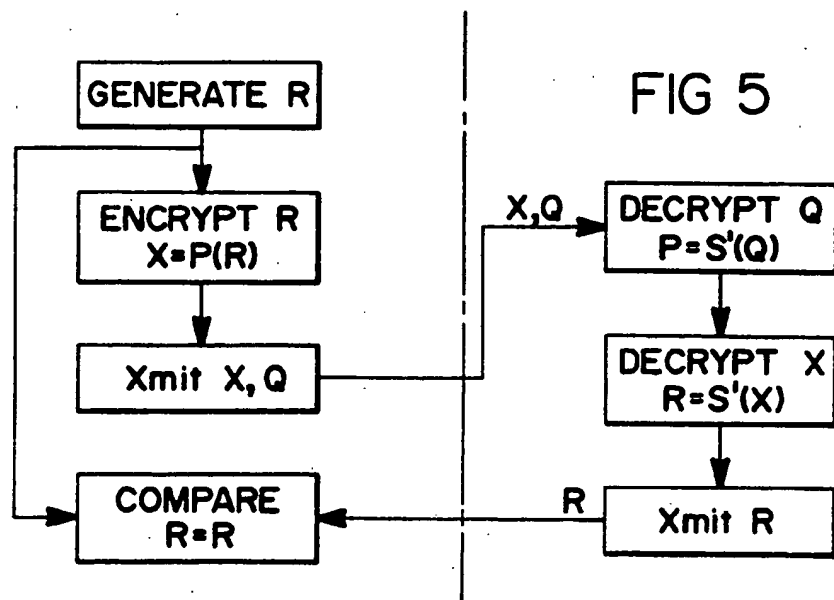 GENERATE R
FIG 5
ENCRYPT R
X=P(R)
X,Q
DECRYPT Q
P=S'(Q)
Xmit X, Q
DECRYPT X
R=S'(X)
COMPARE
R=R
R
Xmit R